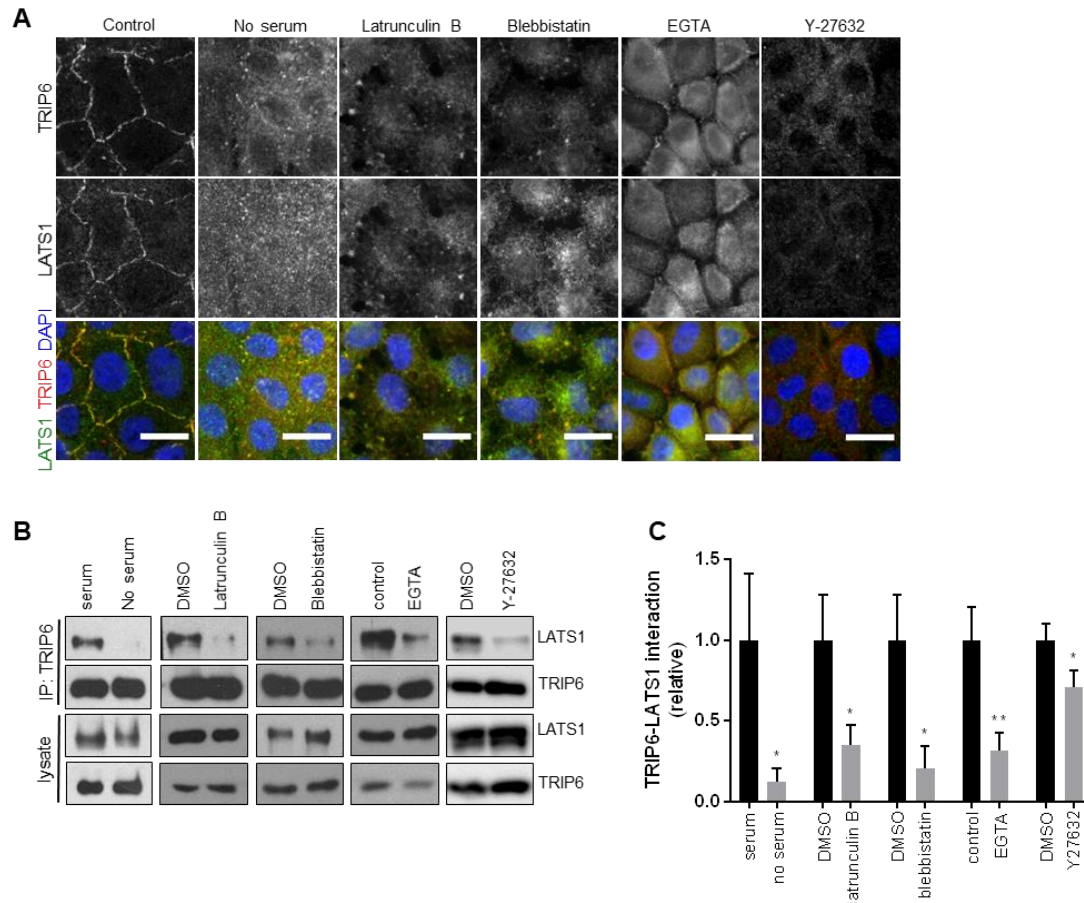 A
Control No serum Latrunculin B Blebbistatin EGTA Y-27632
TRIP6
LATS1
LATS1 TRIP6 DAPI
B
serum No serum DMSO Latrunculin B DMSO Blebbistatin control EGTA DMSO Y-27632
IP: TRIP6
LATS1
TRIP6
lysate
LATS1
TRIP6
C
TRIP6-LATS1 interaction
(relative)
1.5
1.0
0.5
0.0
* * * ** *
serum no serum DMSO atrunculin B DMSO blebbistatin control EGTA DMSO Y27632